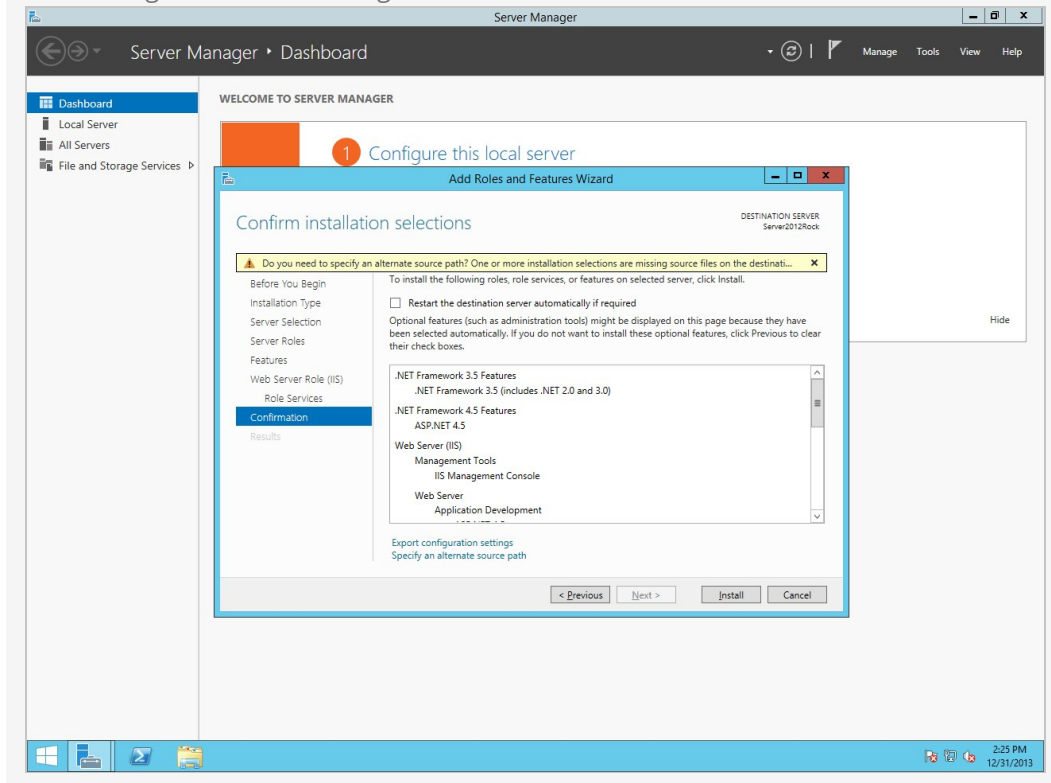 Server Manager
Server Manager • Dashboard
Manage Tools View Help
Dashboard
Local Server
All Servers
File and Storage Services
WELCOME TO SERVER MANAGER
1 Configure this local server
Hide
Add Roles and Features Wizard
Confirm installation selections
DESTINATION SERVER
Server2012Rock
Do you need to specify an alternate source path? One or more installation selections are missing source files on the destinati...
Before You Begin
Installation Type
Server Selection
Server Roles
Features
Web Server Role (IIS)
Role Services
Confirmation
Results
To install the following roles, role services, or features on selected server, click Install.
Restart the destination server automatically if required
Optional features (such as administration tools) might be displayed on this page because they have
been selected automatically. If you do not want to install these optional features, click Previous to clear
their check boxes.
.NET Framework 3.5 Features
.NET Framework 3.5 (includes .NET 2.0 and 3.0)
.NET Framework 4.5 Features
ASP.NET 4.5
Web Server (IIS)
Management Tools
IIS Management Console
Web Server
Application Development
Export configuration settings
Specify an alternate source path
< Previous Next > Install Cancel
2:25 PM
12/31/2013